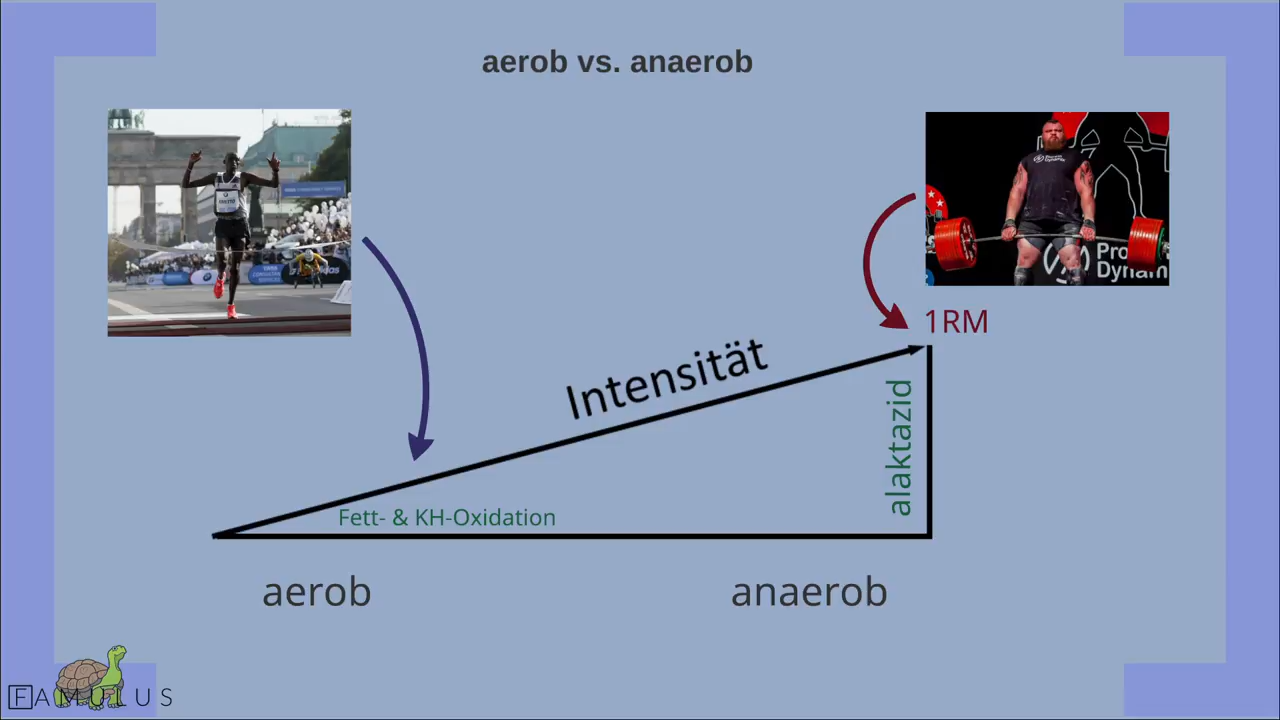 aerob vs. anaerob
1RM
Intensität
alaktazid
Fett- & KH-Oxidation
aerob
anaerob
FAMULUS